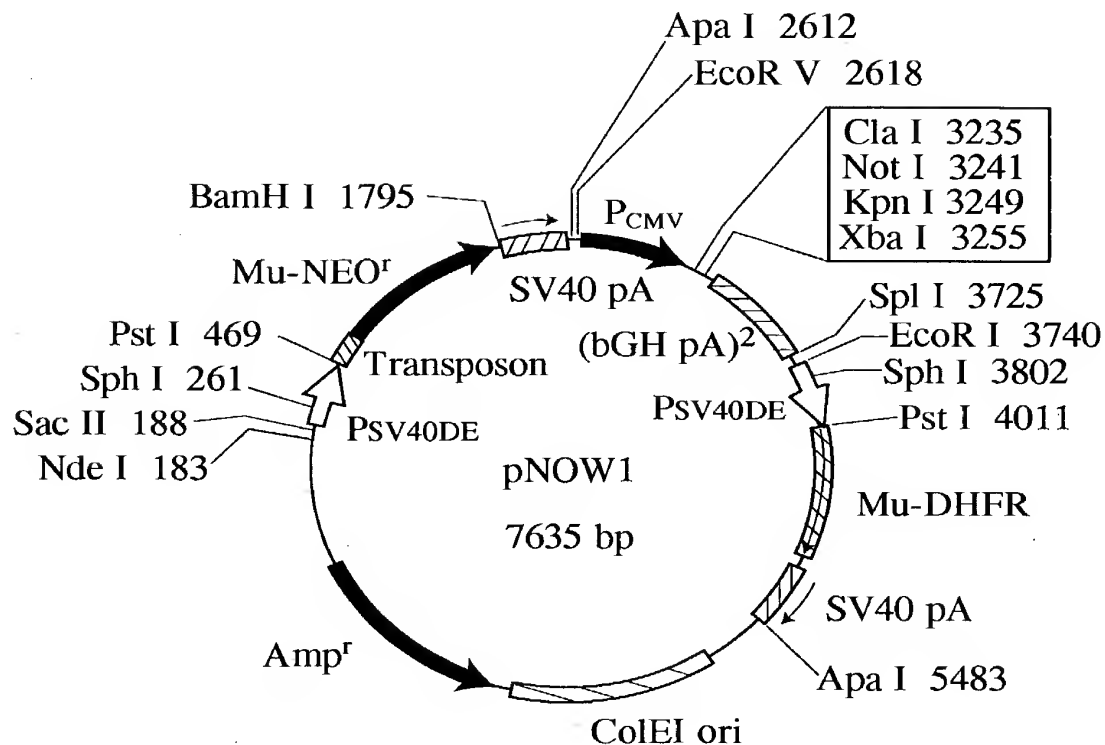 Apa I 2612
EcoR V 2618
Cla I 3235
Not I 3241
Kpn I 3249
Xba I 3255
BamH I 1795
PCMV
Mu-NEOʳ
SV40 pA
Spl I 3725
(bGH pA)²
EcoR I 3740
Pst I 469
Transposon
Sph I 3802
Sph I 261
PSV40DE
PSV40DE
Pst I 4011
Sac II 188
Nde I 183
pNOW1
Mu-DHFR
7635 bp
SV40 pA
Ampʳ
Apa I 5483
ColEI ori